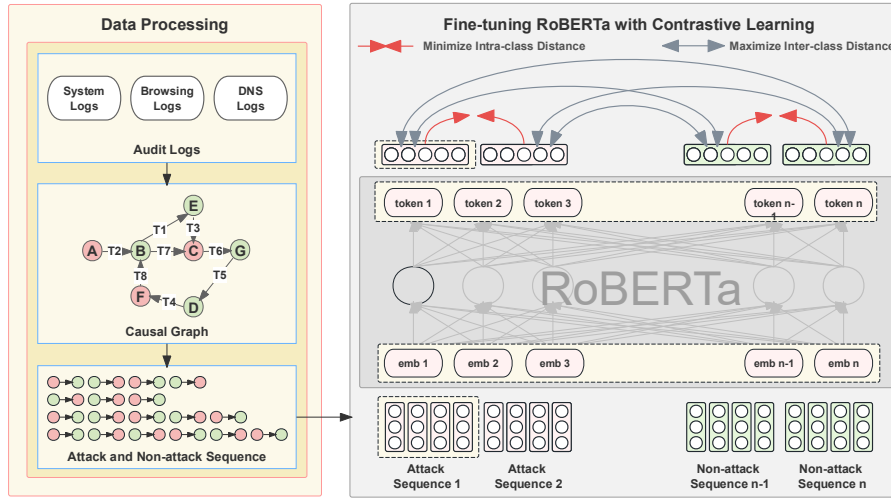 Data Processing
System
Logs
Browsing
Logs
DNS
Logs
Audit Logs
E
T1
T3
A
T2
B
T7
C
T6
G
T8
T5
F
T4
D
Causal Graph
Attack and Non-attack Sequence
Fine-tuning RoBERTa with Contrastive Learning
Minimize Intra-class Distance
Maximize Inter-class Distance
token 1
token 2
token 3
token n-
1
token n
RoBERTa
emb 1
emb 2
emb 3
emb n-1
emb n
Attack
Sequence 1
Attack
Sequence 2
Non-attack
Sequence n-1
Non-attack
Sequence n